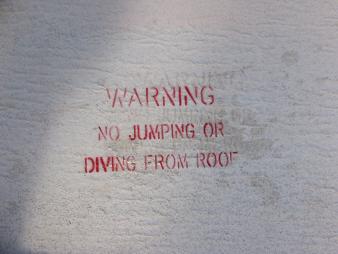 WARNING
NO JUMPING OR
DIVING FROM ROOF